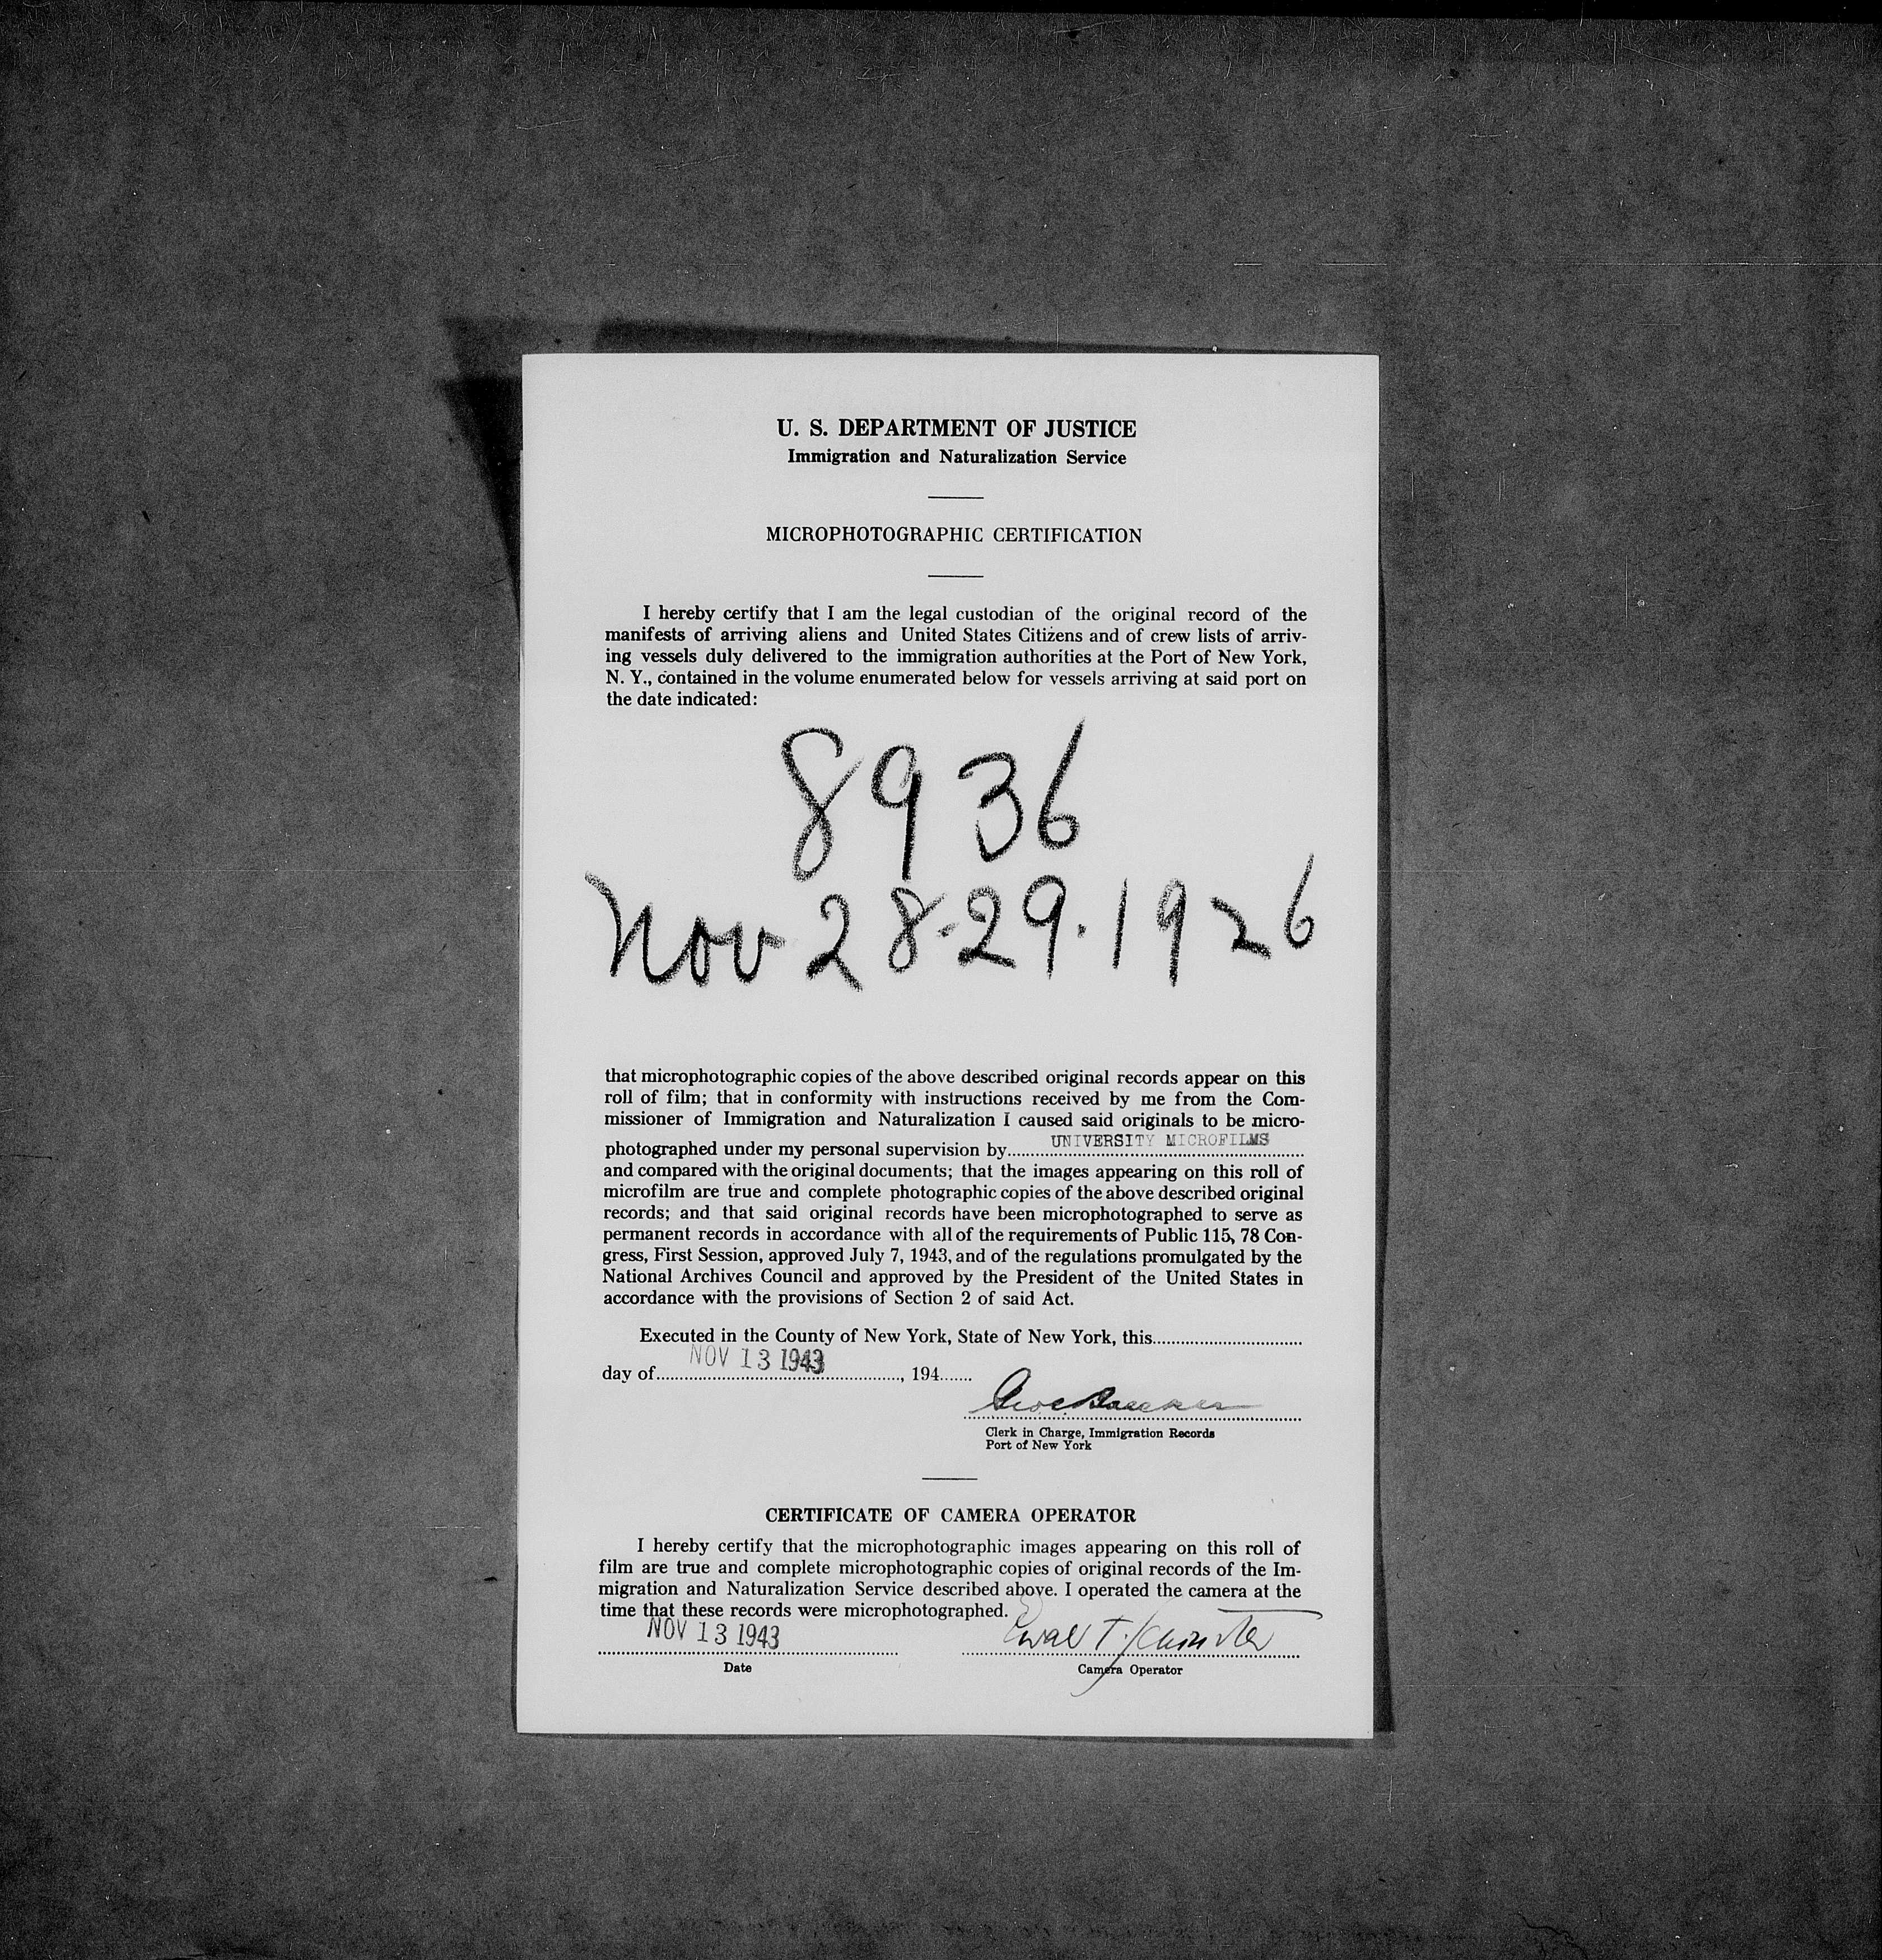 U. S. DEPARTMENT OF JUSTICE
Immigration and Naturalization Service
MICROPHOTOGRAPHIC CERTIFICATION
I hereby certify that I am the legal custodian of the original record of the
manifests of arriving aliens and United States Citizens and of crew lists of arriv-
ing vessels duly delivered to the immigration authorities at the Port of New York,
N. Y., contained in the volume enumerated below for vessels arriving at said port on
the date indicated:
8936
Nov 28-29.1926
that microphotographic copies of the above described original records appear on this
roll of film; that in conformity with instructions received by me from the Com-
missioner of Immigration and Naturalization I caused said originals to be micro-
photographed under my personal supervision by UNIVERSITY MICROFILMS
and compared with the original documents; that the images appearing on this roll of
microfilm are true and complete photographic copies of the above described original
records; and that said original records have been microphotographed to serve as
permanent records in accordance with all of the requirements of Public 115, 78 Con-
gress, First Session, approved July 7, 1943, and of the regulations promulgated by the
National Archives Council and approved by the President of the United States in
accordance with the provisions of Section 2 of said Act.
Executed in the County of New York, State of New York, this
day of NOV 13 1943, 194
Clerk in Charge, Immigration Records
Port of New York
CERTIFICATE OF CAMERA OPERATOR
I hereby certify that the microphotographic images appearing on this roll of
film are true and complete microphotographic copies of original records of the Im-
migration and Naturalization Service described above. I operated the camera at the
time that these records were microphotographed.
NOV 13 1943
Date
Camera Operator